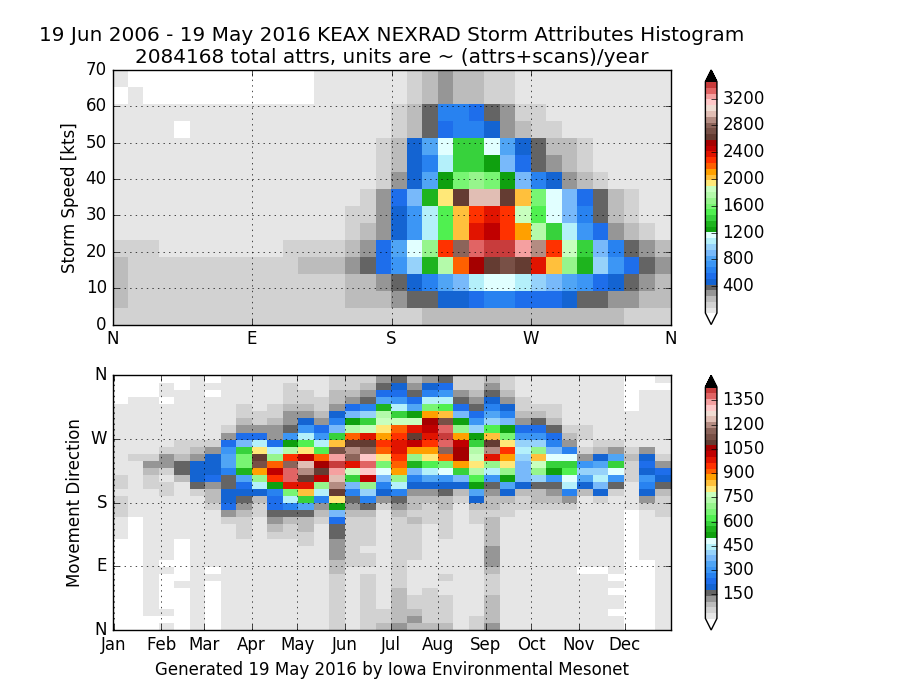 19 Jun 2006 - 19 May 2016 KEAX NEXRAD Storm Attributes Histogram
2084168 total attrs, units are ~ (attrs+scans)/year
Storm Speed [kts]
70
60
50
40
30
20
10
0
N E S W N
3200
2800
2400
2000
1600
1200
800
400
Movement Direction
N
W
S
E
N
Jan Feb Mar Apr May Jun Jul Aug Sep Oct Nov Dec
1350
1200
1050
900
750
600
450
300
150
Generated 19 May 2016 by Iowa Environmental Mesonet